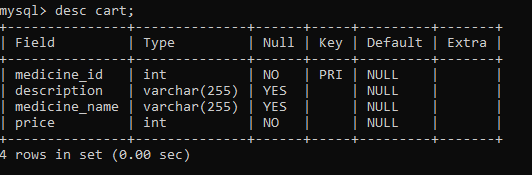 mysql> desc cart;
+---------------+--------------+------+-----+---------+-------+
| Field         | Type         | Null | Key | Default | Extra |
+---------------+--------------+------+-----+---------+-------+
| medicine_id   | int          | NO   | PRI | NULL    |       |
| description   | varchar(255) | YES  |     | NULL    |       |
| medicine_name | varchar(255) | YES  |     | NULL    |       |
| price         | int          | NO   |     | NULL    |       |
+---------------+--------------+------+-----+---------+-------+
4 rows in set (0.00 sec)